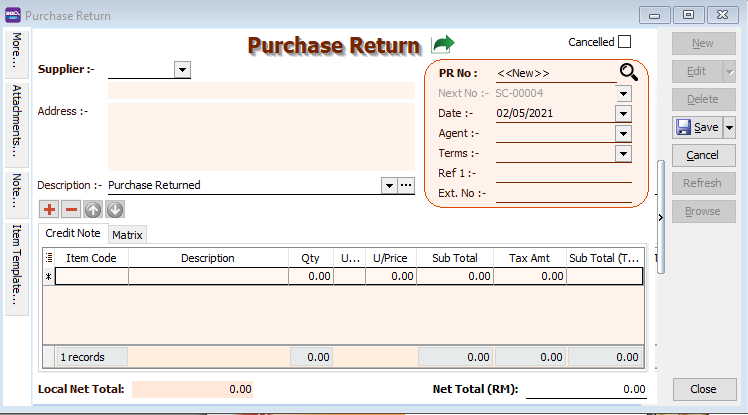 Purchase Return
More...
Attachments...
Note...
Item Template...
Purchase Return
Cancelled
Supplier :-
Address :-
PR No : <<New>>
Next No :- SC-00004
Date :- 02/05/2021
Agent :-
Terms :-
Ref 1 :-
Ext. No :-
Description :- Purchase Returned
New
Edit
Delete
Save
Cancel
Refresh
Browse
Credit Note Matrix
Item Code Description Qty U... U/Price Sub Total Tax Amt Sub Total (T...
* 0.00 0.00 0.00 0.00
1 records 0.00 0.00 0.00 0.00
Local Net Total: 0.00 Net Total (RM): 0.00
Close